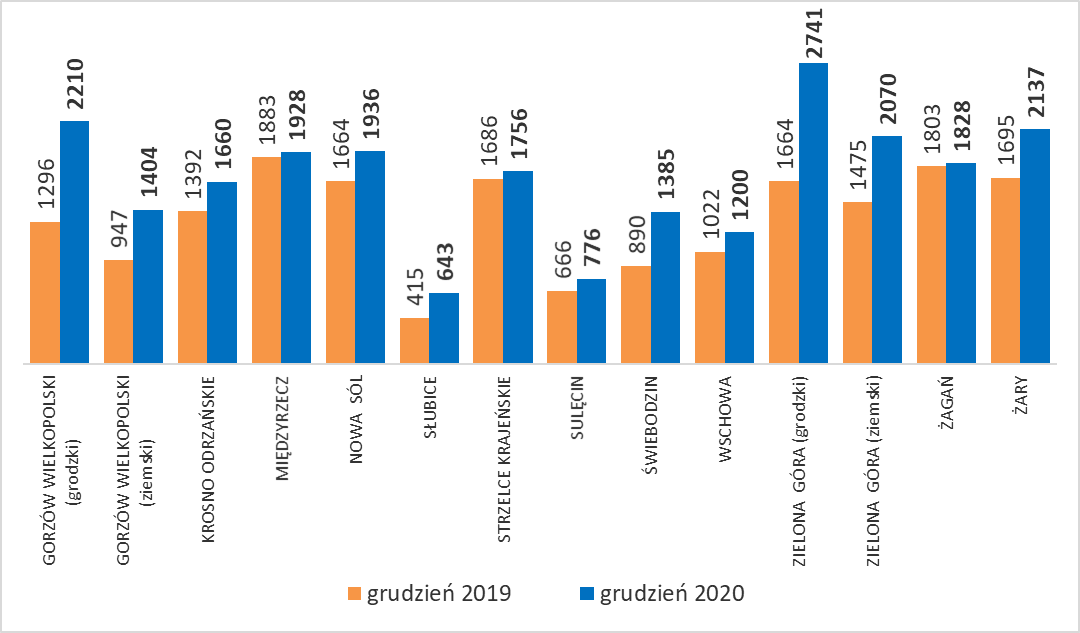 1296
2210
947
1404
1392
1660
1883
1928
1664
1936
415
643
1686
1756
666
776
890
1385
1022
1200
1664
2741
1475
2070
1803
1828
1695
2137
GORZÓW WIELKOPOLSKI
(grodzki)
GORZÓW WIELKOPOLSKI
(ziemski)
KROSNO ODRZAŃSKIE
MIĘDZYRZECZ
NOWA SÓL
SŁUBICE
STRZELCE KRAJEŃSKIE
SULĘCIN
ŚWIEBODZIN
WSCHOWA
ZIELONA GÓRA (grodzki)
ZIELONA GÓRA (ziemski)
ŻAGAŃ
ŻARY
grudzień 2019
grudzień 2020